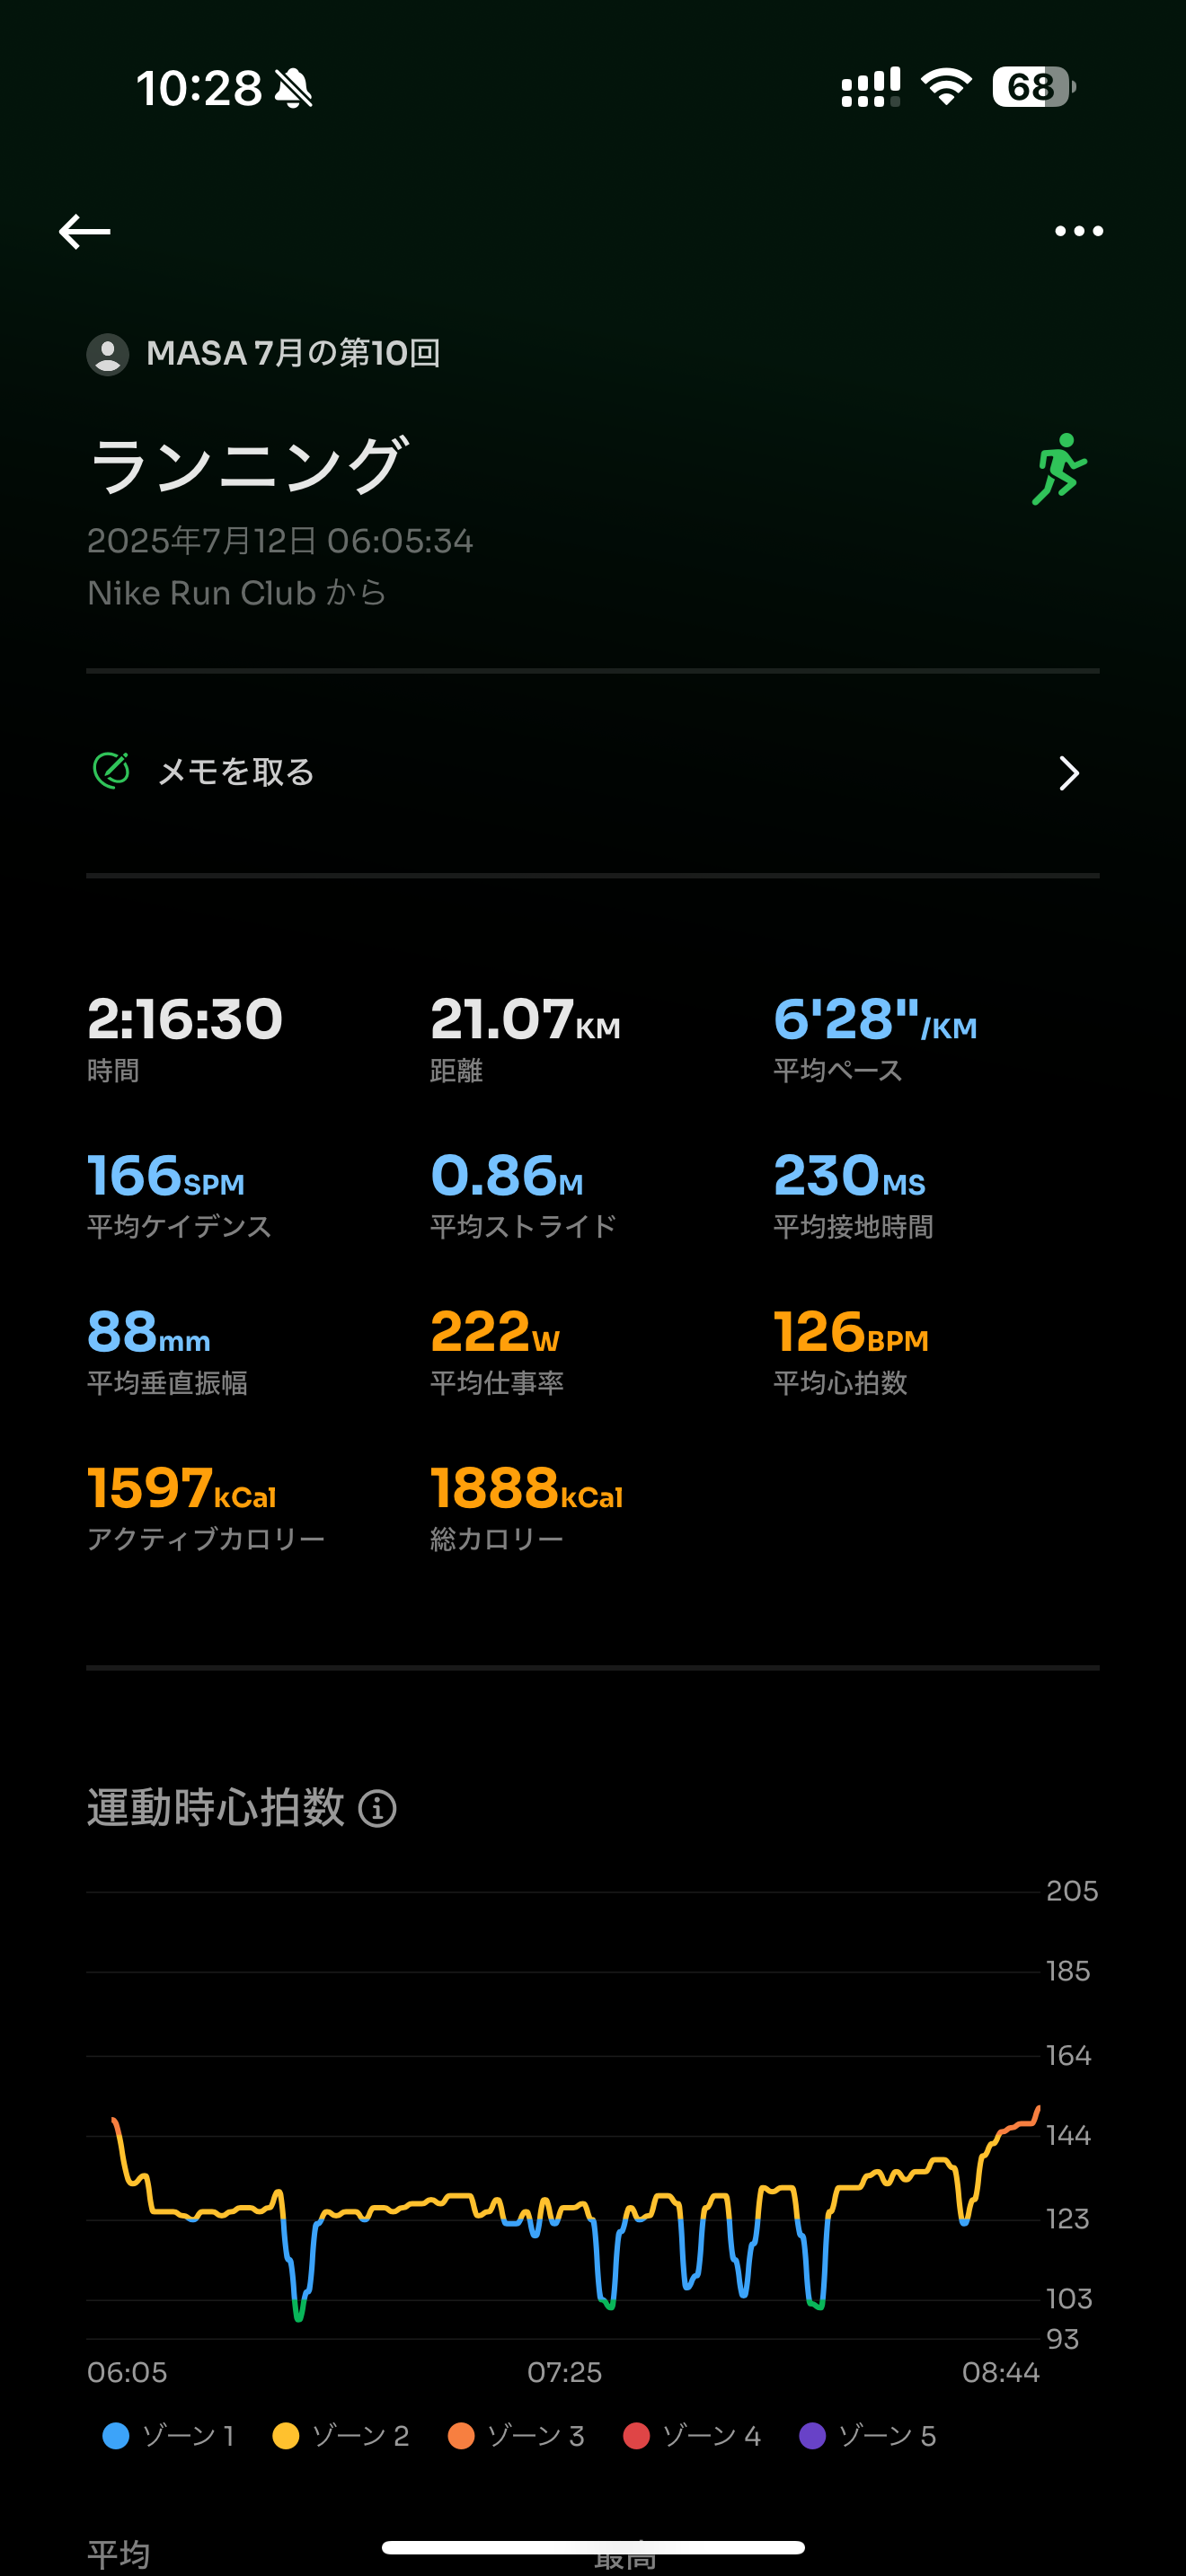 10:28
68
MASA 7月の第10回
ランニング
2025年7月12日 06:05:34
Nike Run Club から
メモを取る
2:16:30 21.07KM 6'28"/KM
時間 距離 平均ペース
166SPM 0.86M 230MS
平均ケイデンス 平均ストライド 平均接地時間
88mm 222W 126BPM
平均垂直振幅 平均仕事率 平均心拍数
1597kCal 1888kCal
アクティブカロリー 総カロリー
運動時心拍数
205
185
164
144
123
103
93
06:05 07:25 08:44
ゾーン 1 ゾーン 2 ゾーン 3 ゾーン 4 ゾーン 5
平均 最高